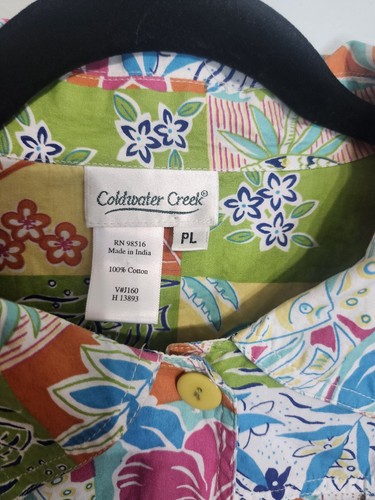 Coldwater Creek®
PL
RN 98516
Made in India
100% Cotton
V#J160
H 13893